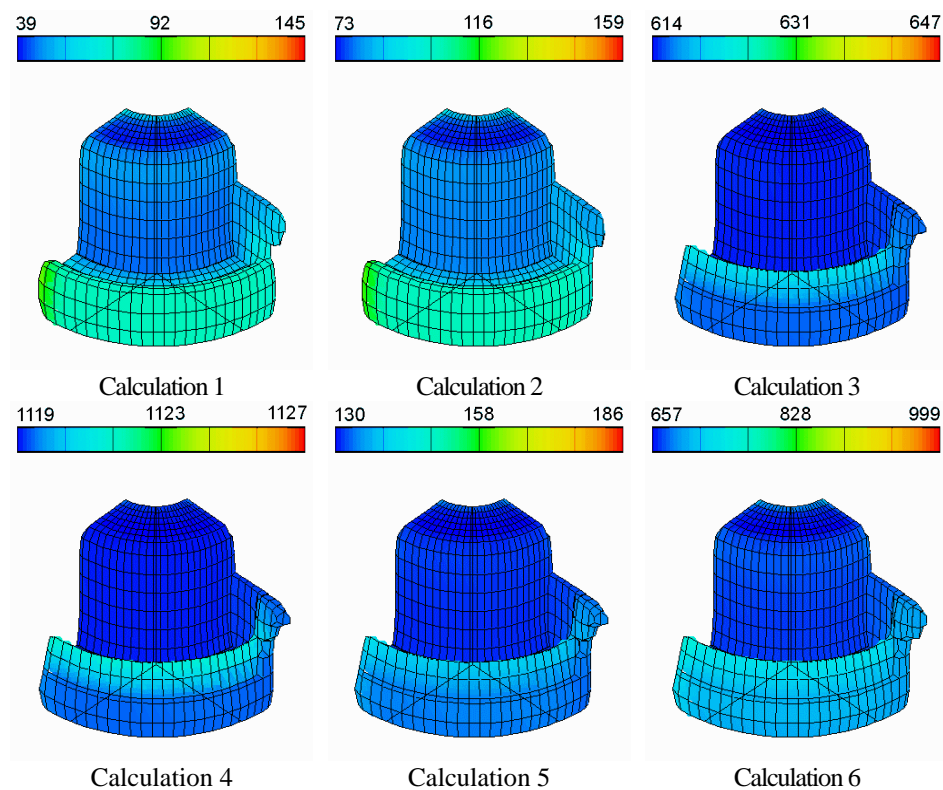 39 92 145
73 116 159
614 631 647
Calculation 1
Calculation 2
Calculation 3
1119 1123 1127
130 158 186
657 828 999
Calculation 4
Calculation 5
Calculation 6